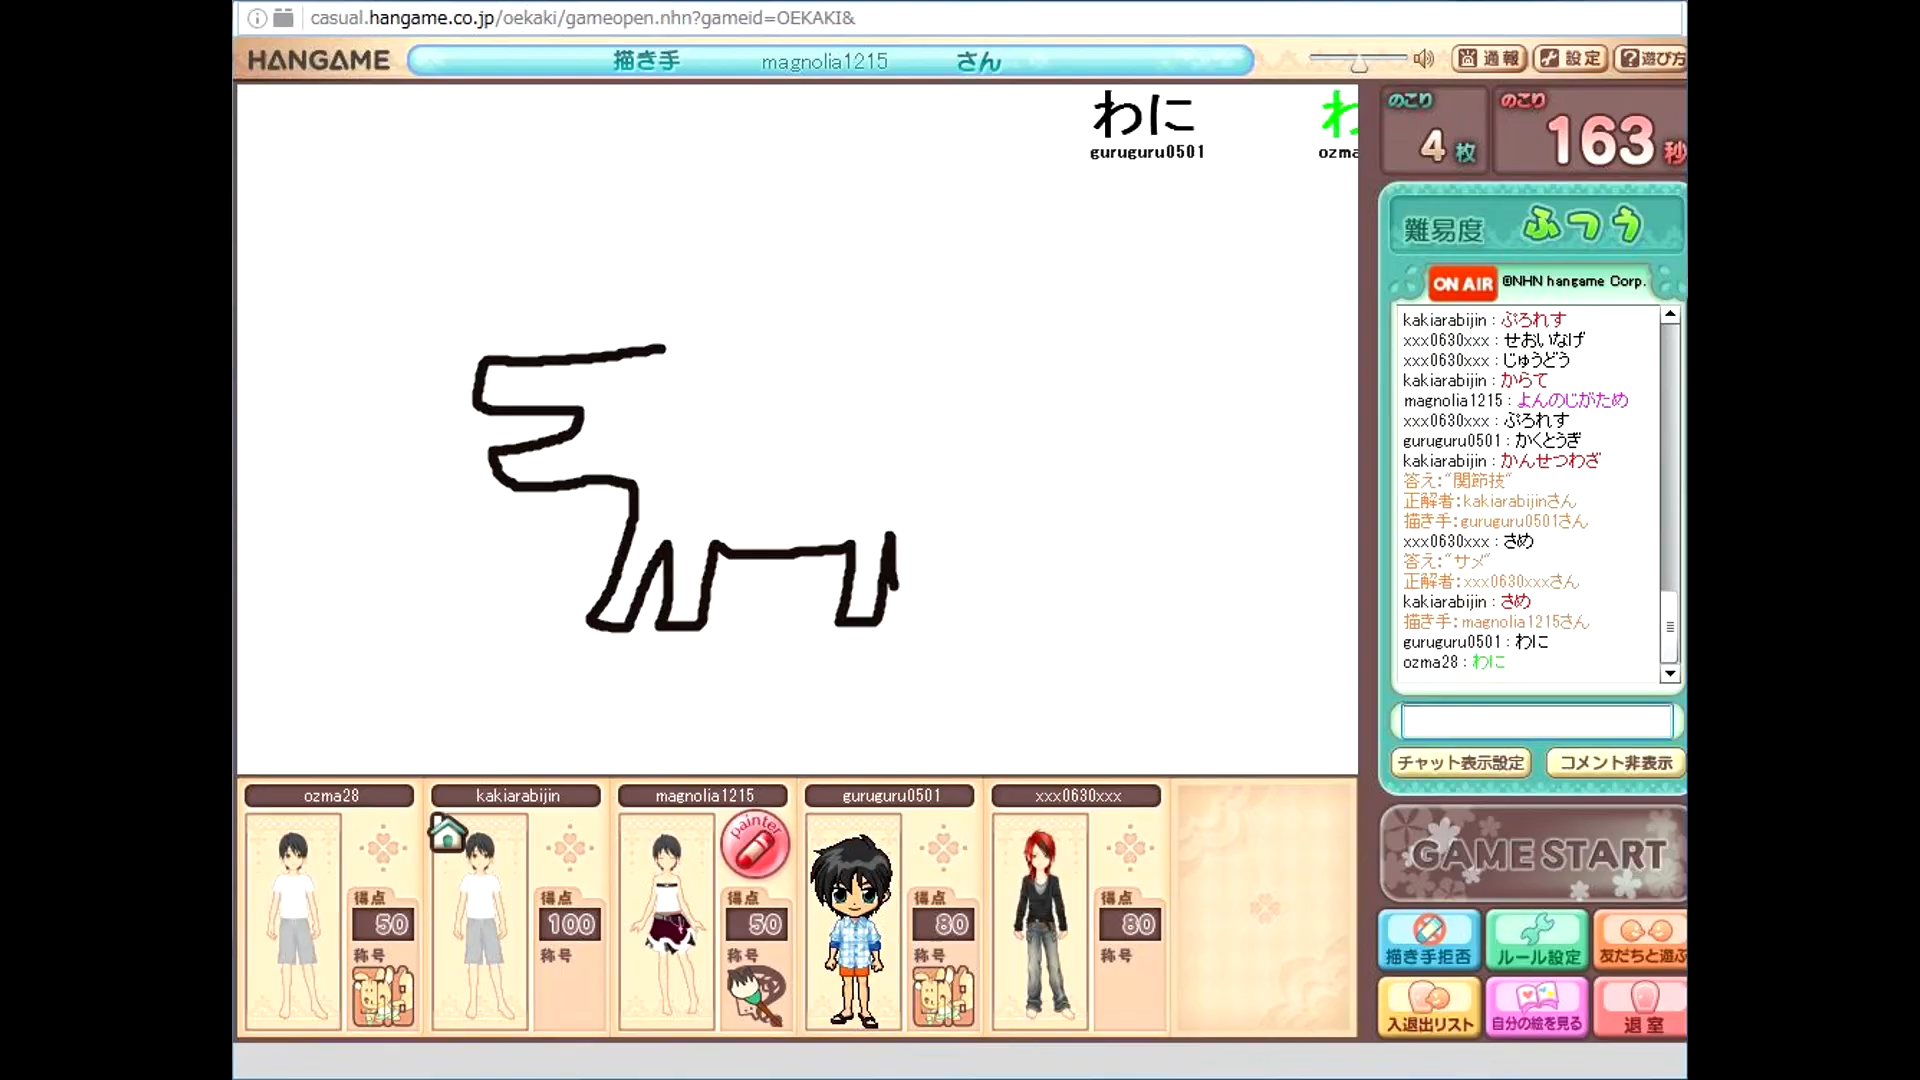 casual.hangame.co.jp/oekaki/gameopen.nhn?gameid=OEKAKI&
HANGAME
描き手 magnolia1215 さん
通報
設定
遊び方
わに
guruguru0501
わ
ozma
のこり
4枚
のこり
163秒
難易度 ふつう
ON AIR
©NHN hangame Corp.
kakiarabijin : ぷろれす
xxx0630xxx : せおいなげ
xxx0630xxx : じゅうどう
kakiarabijin : からて
magnolia1215 : よんのじがため
xxx0630xxx : ぷろれす
guruguru0501 : かくとうぎ
kakiarabijin : かんせつわざ
答え:"関節技"
正解者:kakiarabijinさん
描き手:guruguru0501さん
xxx0630xxx : さめ
答え:"サメ"
正解者:xxx0630xxxさん
kakiarabijin : さめ
描き手:magnolia1215さん
guruguru0501 : わに
ozma28 : わに
チャット表示設定
コメント非表示
ozma28
kakiarabijin
magnolia1215
guruguru0501
xxx0630xxx
painter
得点
50
称号
得点
100
称号
得点
50
称号
得点
80
称号
得点
80
称号
GAME START
描き手拒否
ルール設定
友だちと遊ぶ
入退出リスト
自分の絵を見る
退室